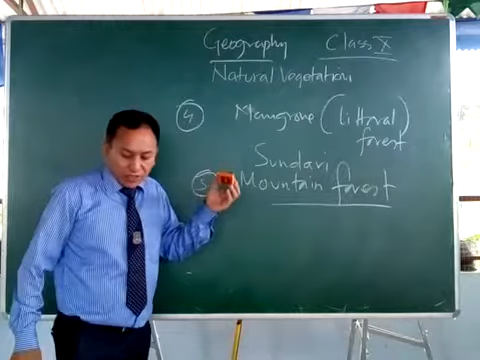 Geography Class X
Natural Vegetation
4 Mangrove (Littoral forest)
Sundari
5 Mountain forest